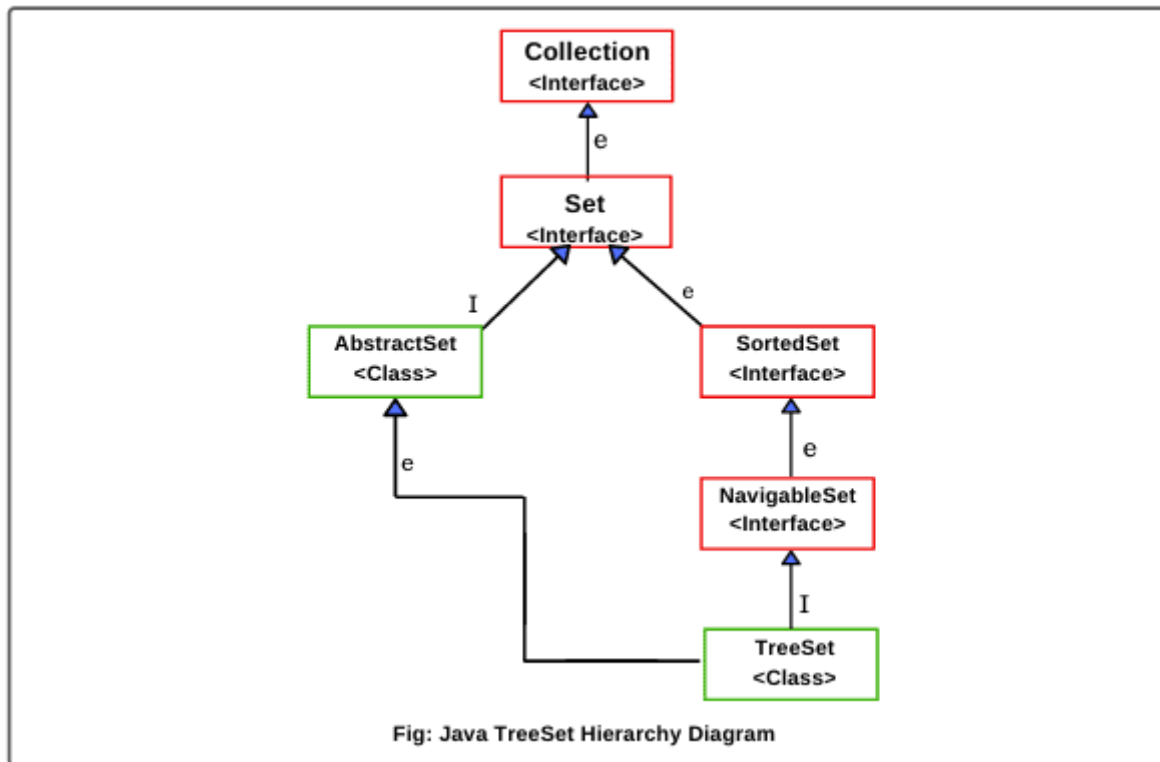 Collection
<Interface>
e
Set
<Interface>
I
e
AbstractSet
<Class>
SortedSet
<Interface>
e
e
NavigableSet
<Interface>
I
TreeSet
<Class>
Fig: Java TreeSet Hierarchy Diagram